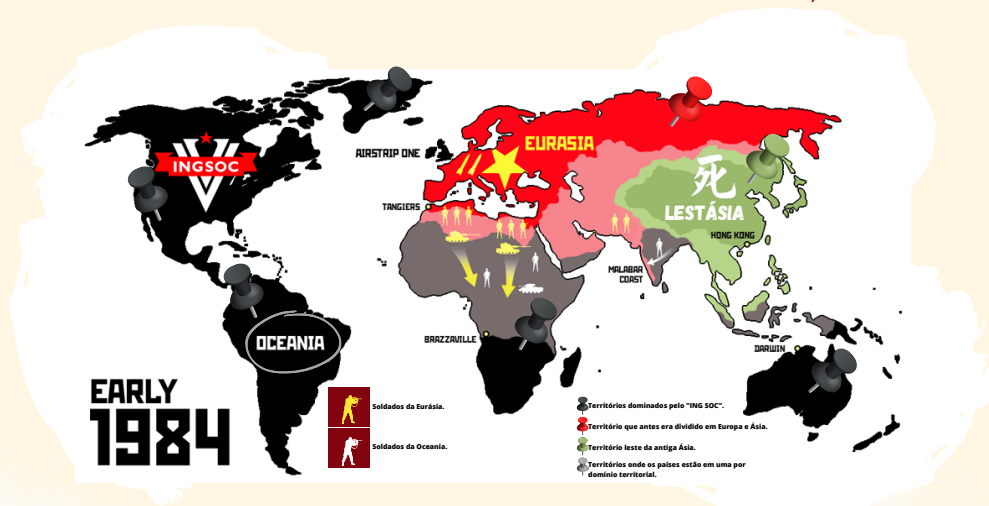 INGSOC
AIRSTRIP ONE
EURASIA
死
LESTÁSIA
TANGIERS
HONG KONG
MALABAR
COAST
BRAZZAVILLE
OCEANIA
DARWIN
EARLY
1984
Soldados da Eurásia.
Soldados da Oceania.
Territórios dominados pelo "ING SOC".
Território que antes era dividido em Europa e Ásia.
Território leste da antiga Ásia.
Territórios onde os países estão em uma por
domínio territorial.